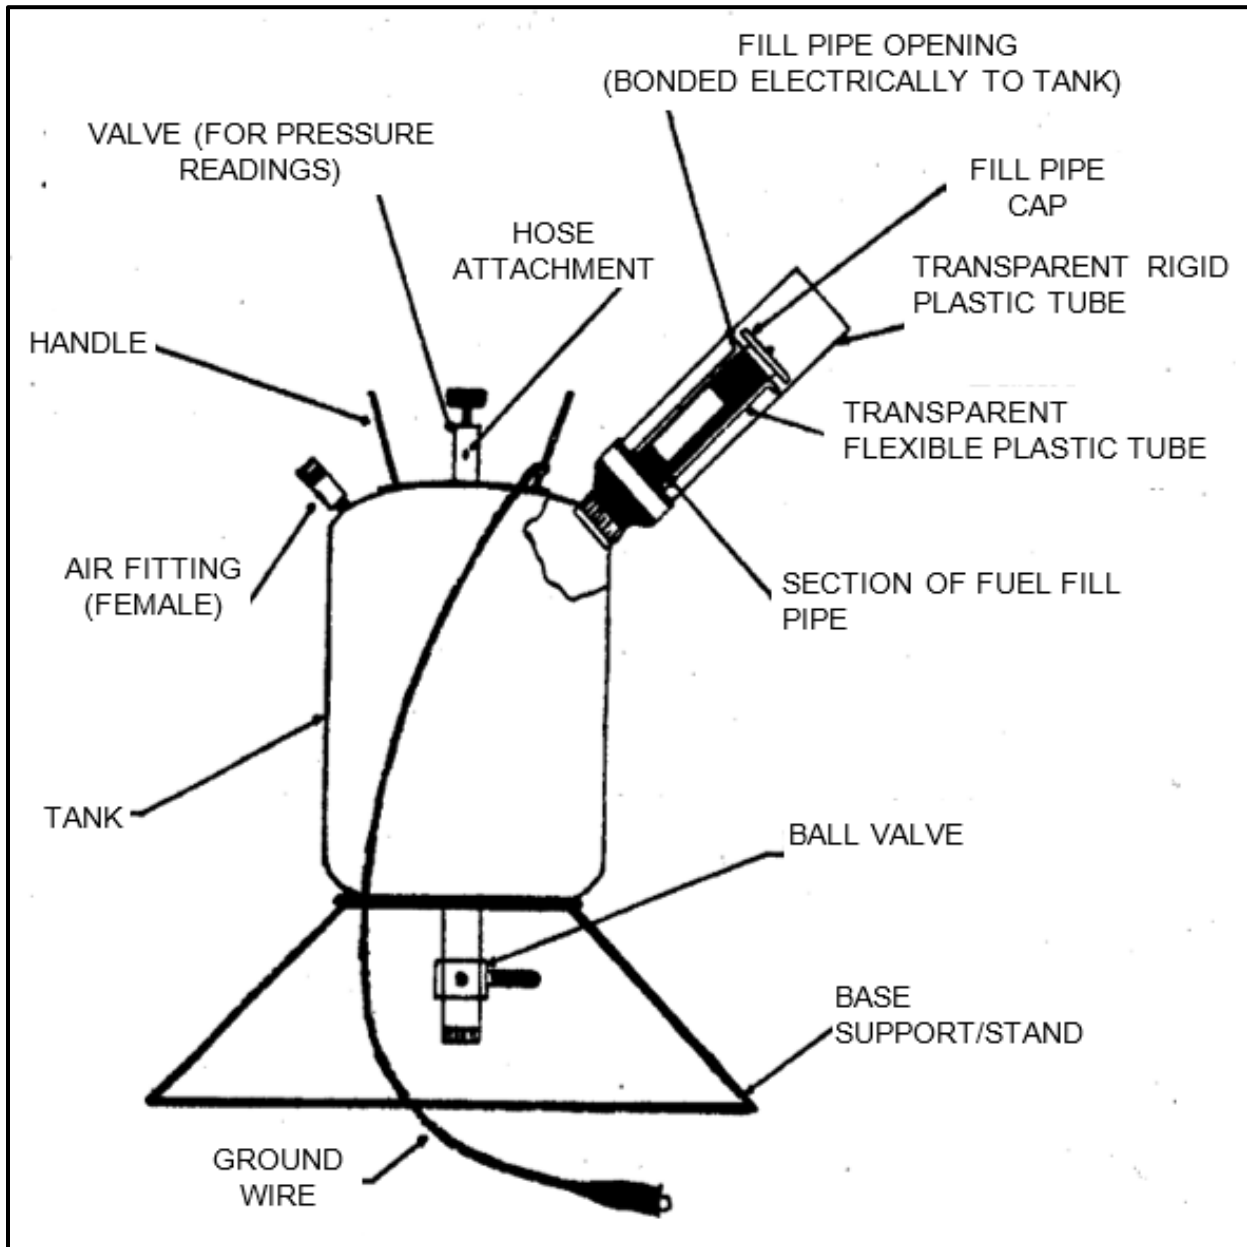 FILL PIPE OPENING
(BONDED ELECTRICALLY TO TANK)
VALVE (FOR PRESSURE
READINGS)
FILL PIPE
CAP
HOSE
ATTACHMENT
TRANSPARENT RIGID
PLASTIC TUBE
HANDLE
TRANSPARENT
FLEXIBLE PLASTIC TUBE
AIR FITTING
(FEMALE)
SECTION OF FUEL FILL
PIPE
TANK
BALL VALVE
BASE
SUPPORT/STAND
GROUND
WIRE